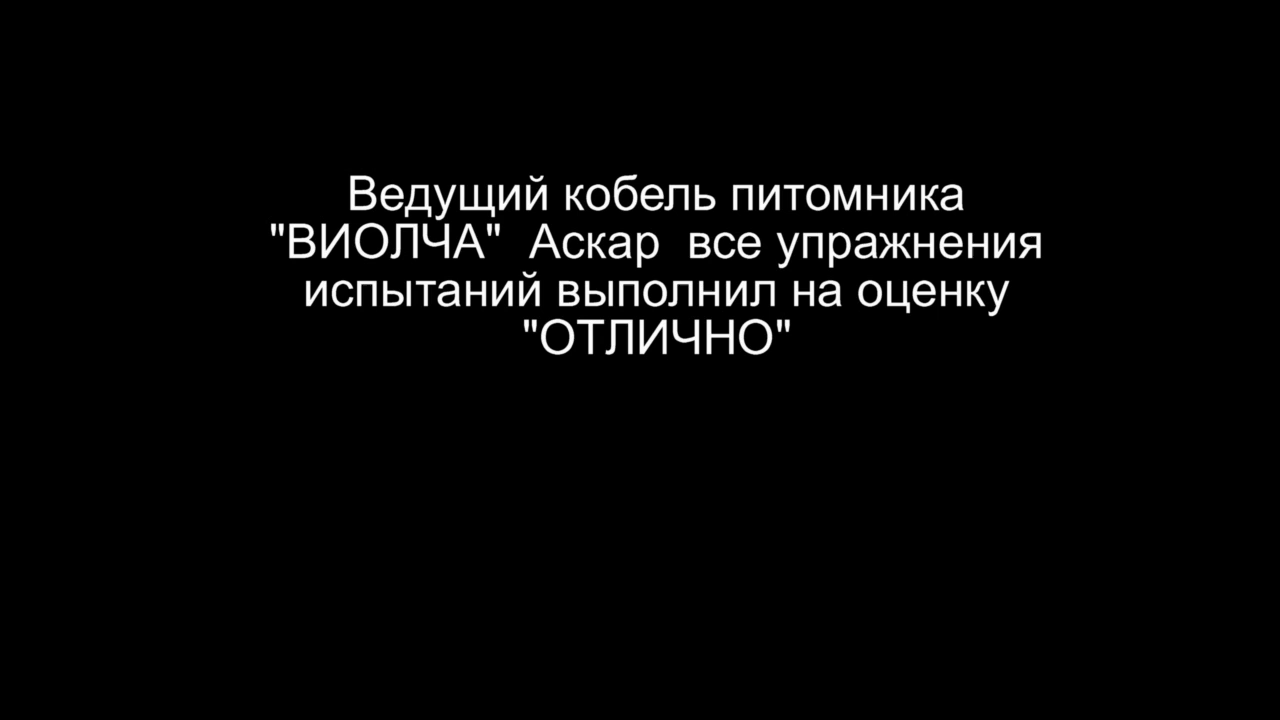 Ведущий кобель питомника
"ВИОЛЧА"  Аскар  все упражнения
испытаний выполнил на оценку
"ОТЛИЧНО"